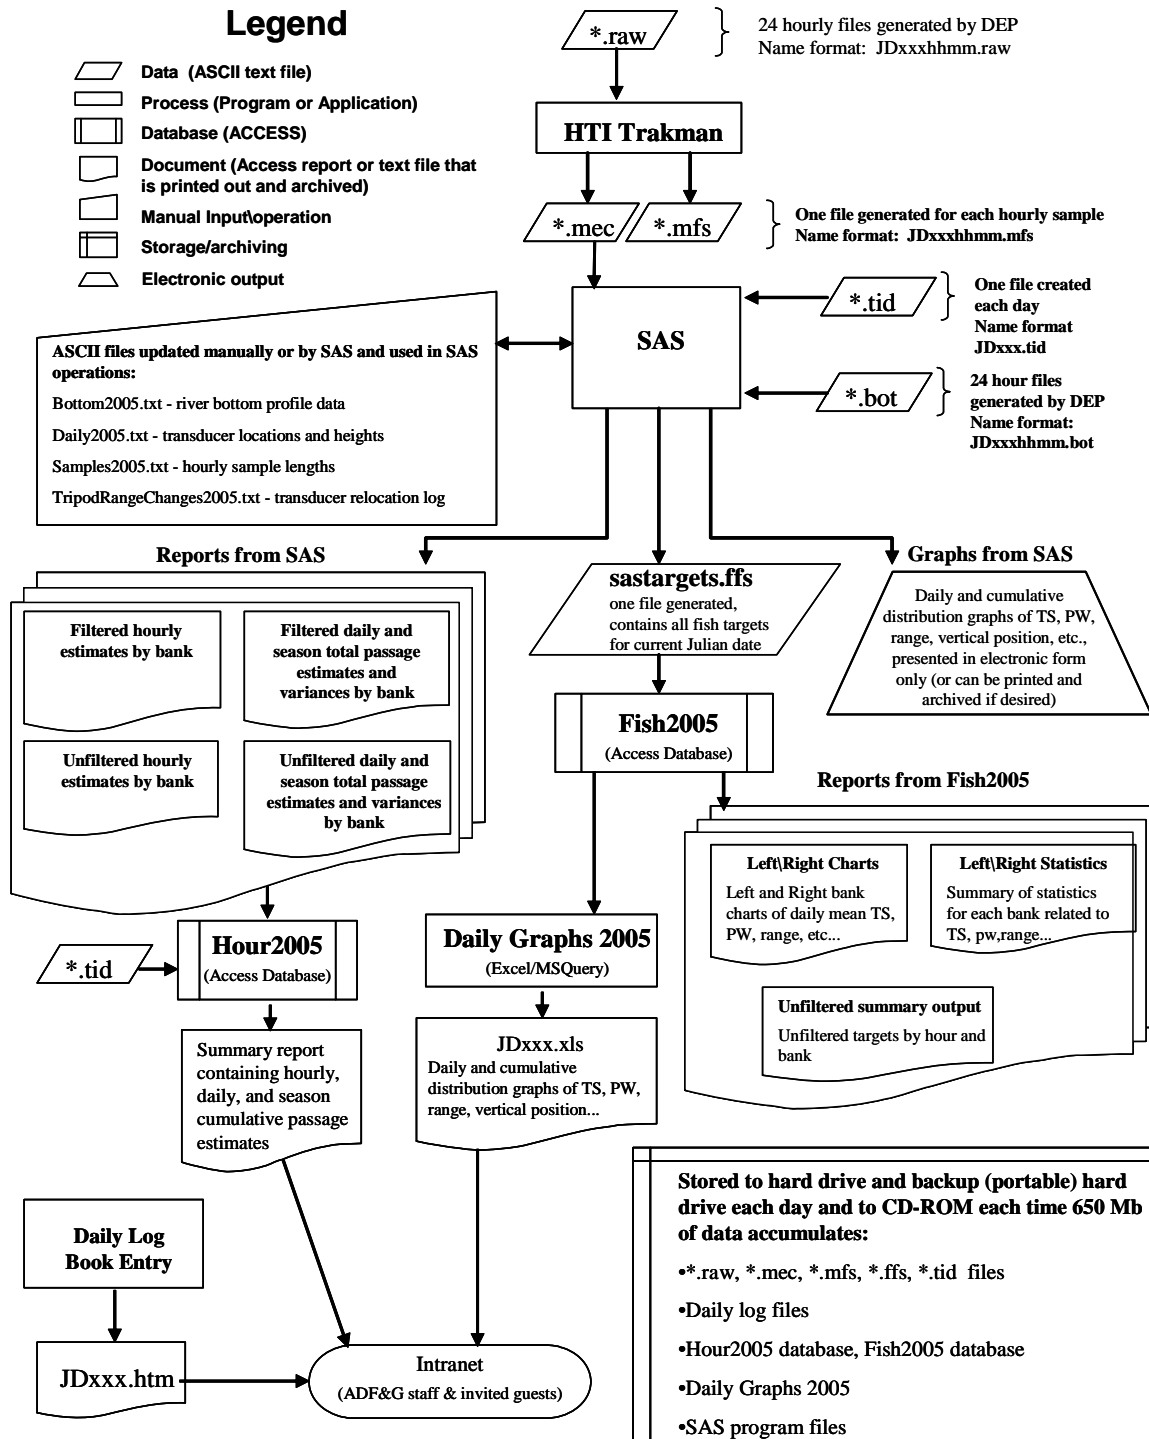 Legend
Data (ASCII text file)
Process (Program or Application)
Database (ACCESS)
Document (Access report or text file that
is printed out and archived)
Manual Input\operation
Storage/archiving
Electronic output
*.raw
24 hourly files generated by DEP
Name format: JDxxxhhmm.raw
HTI Trakman
*.mec
*.mfs
One file generated for each hourly sample
Name format: JDxxxhhmm.mfs
SAS
*.tid
One file created
each day
Name format
JDxxx.tid
*.bot
24 hour files
generated by DEP
Name format:
JDxxxhhmm.bot
ASCII files updated manually or by SAS and used in SAS
operations:
Bottom2005.txt - river bottom profile data
Daily2005.txt - transducer locations and heights
Samples2005.txt - hourly sample lengths
TripodRangeChanges2005.txt - transducer relocation log
Reports from SAS
Filtered hourly
estimates by bank
Filtered daily and
season total passage
estimates and
variances by bank
Unfiltered hourly
estimates by bank
Unfiltered daily and
season total passage
estimates and variances
by bank
sastargets.ffs
one file generated,
contains all fish targets
for current Julian date
Graphs from SAS
Daily and cumulative
distribution graphs of TS, PW,
range, vertical position, etc.,
presented in electronic form
only (or can be printed and
archived if desired)
Fish2005
(Access Database)
Reports from Fish2005
Left\Right Charts
Left and Right bank
charts of daily mean TS,
PW, range, etc...
Left\Right Statistics
Summary of statistics
for each bank related to
TS, pw,range...
Unfiltered summary output
Unfiltered targets by hour and
bank
*.tid
Hour2005
(Access Database)
Daily Graphs 2005
(Excel/MSQuery)
Summary report
containing hourly,
daily, and season
cumulative passage
estimates
JDxxx.xls
Daily and cumulative
distribution graphs of TS, PW,
range, vertical position...
Daily Log
Book Entry
JDxxx.htm
Intranet
(ADF&G staff & invited guests)
Stored to hard drive and backup (portable) hard
drive each day and to CD-ROM each time 650 Mb
of data accumulates:
•*.raw, *.mec, *.mfs, *.ffs, *.tid files
•Daily log files
•Hour2005 database, Fish2005 database
•Daily Graphs 2005
•SAS program files